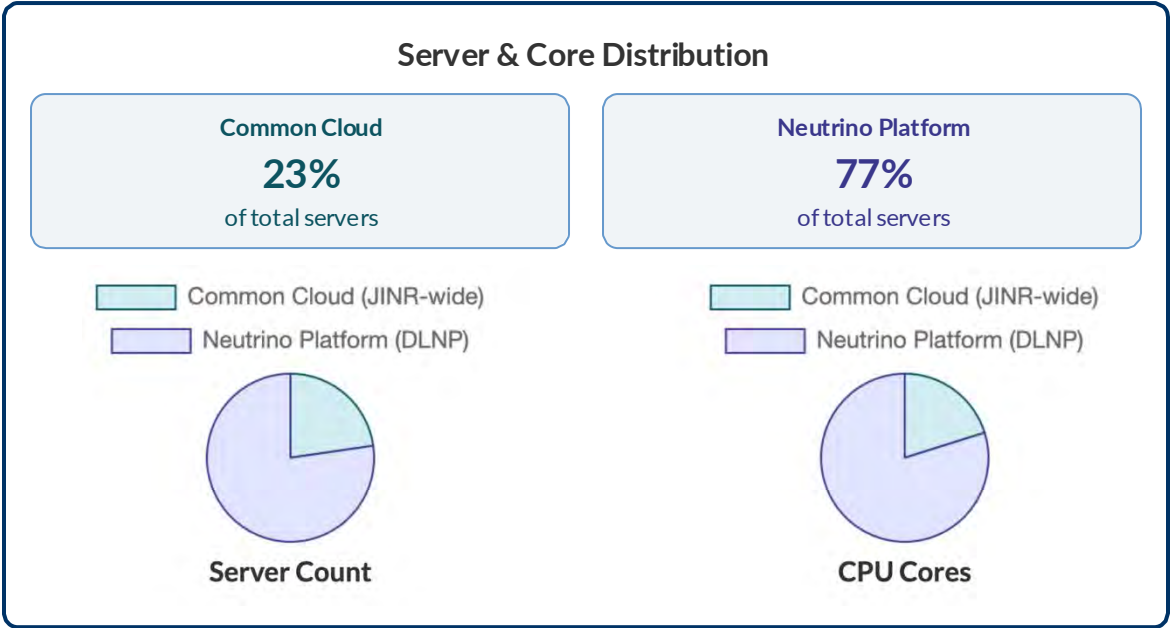 Server & Core Distribution
Common Cloud
23%
of total servers
Neutrino Platform
77%
of total servers
Common Cloud (JINR-wide)
Neutrino Platform (DLNP)
Server Count
Common Cloud (JINR-wide)
Neutrino Platform (DLNP)
CPU Cores